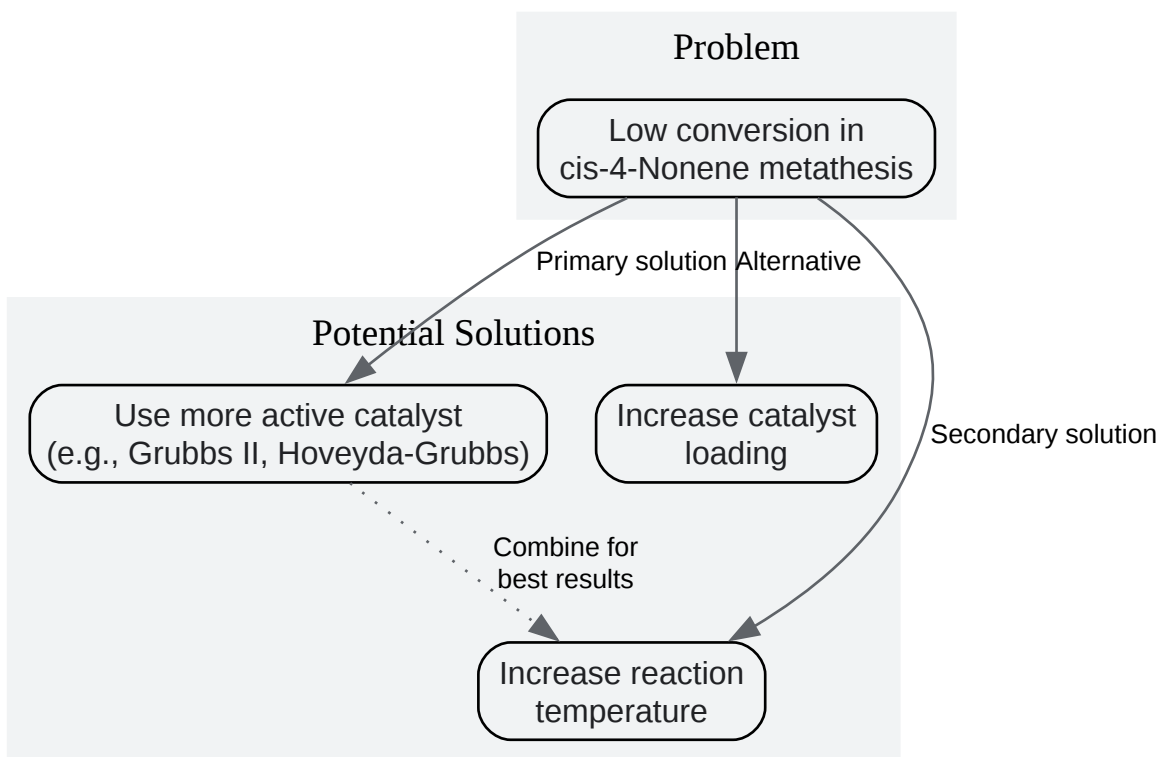 Problem
Low conversion in
cis-4-Nonene metathesis
Primary solution
Alternative
Potential Solutions
Use more active catalyst
(e.g., Grubbs II, Hoveyda-Grubbs)
Increase catalyst
loading
Secondary solution
Combine for
best results
Increase reaction
temperature